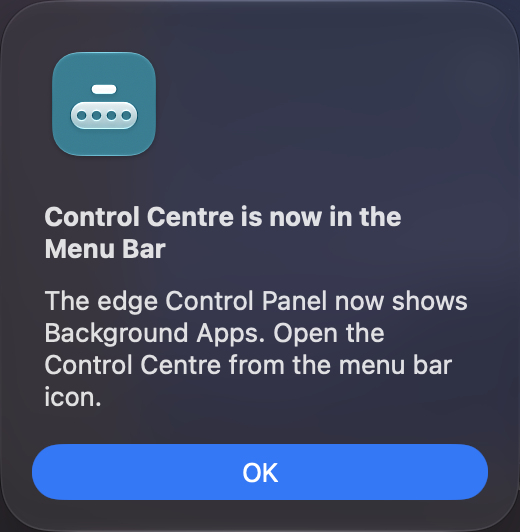 Control Centre is now in the
Menu Bar
The edge Control Panel now shows
Background Apps. Open the
Control Centre from the menu bar
icon.
OK